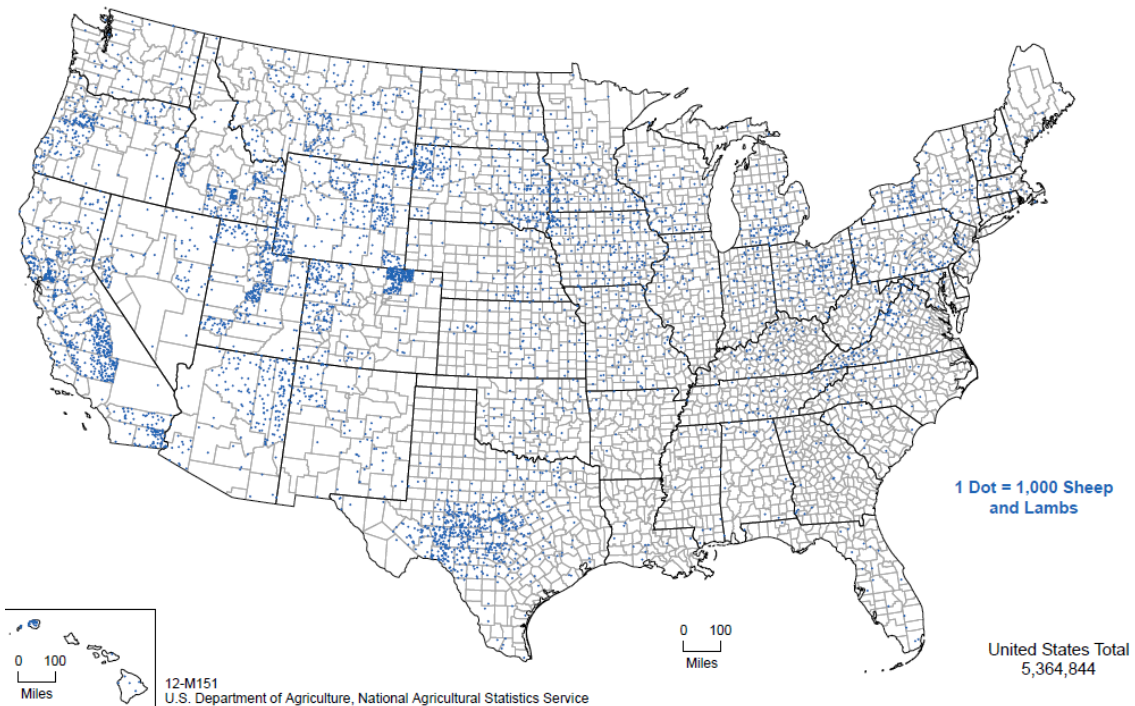 1 Dot = 1,000 Sheep
and Lambs
0 100
Miles
0 100
Miles
United States Total
5,364,844
12-M151
U.S. Department of Agriculture, National Agricultural Statistics Service